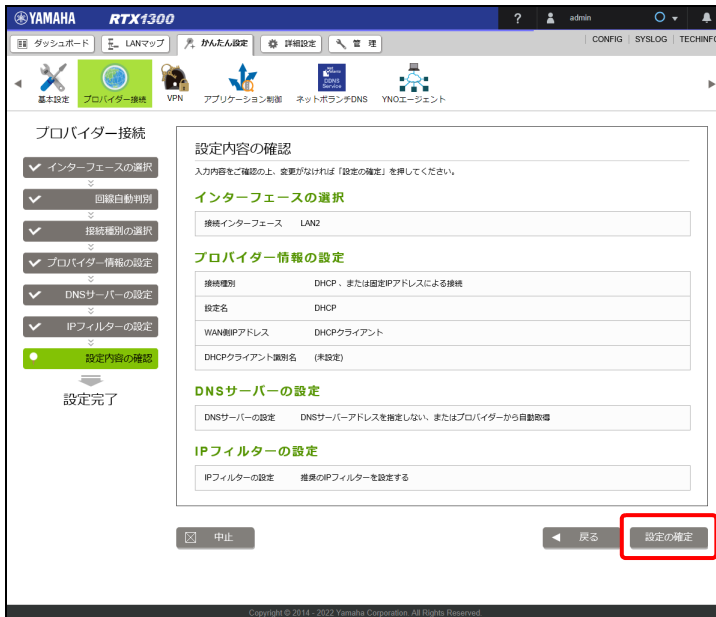 YAMAHA RTX1300 ? admin
ダッシュボード LANマップ かんたん設定 詳細設定 管 理 CONFIG SYSLOG TECHINFO
基本設定 プロバイダー接続 VPN アプリケーション制御 ネットボランチDNS YNOエージェント
DDNS
Service
プロバイダー接続
インターフェースの選択
回線自動判別
接続種別の選択
プロバイダー情報の設定
DNSサーバーの設定
IPフィルターの設定
設定内容の確認
設定完了
設定内容の確認
入力内容をご確認の上、変更がなければ「設定の確定」を押してください。
インターフェースの選択
接続インターフェース LAN2
プロバイダー情報の設定
接続種別 DHCP 、または固定IPアドレスによる接続
設定名 DHCP
WAN側IPアドレス DHCPクライアント
DHCPクライアント識別名 (未設定)
DNSサーバーの設定
DNSサーバーの設定 DNSサーバーアドレスを指定しない、またはプロバイダーから自動取得
IPフィルターの設定
IPフィルターの設定 推奨のIPフィルターを設定する
中止 戻る 設定の確定
Copyright © 2014 - 2022 Yamaha Corporation. All Rights Reserved.